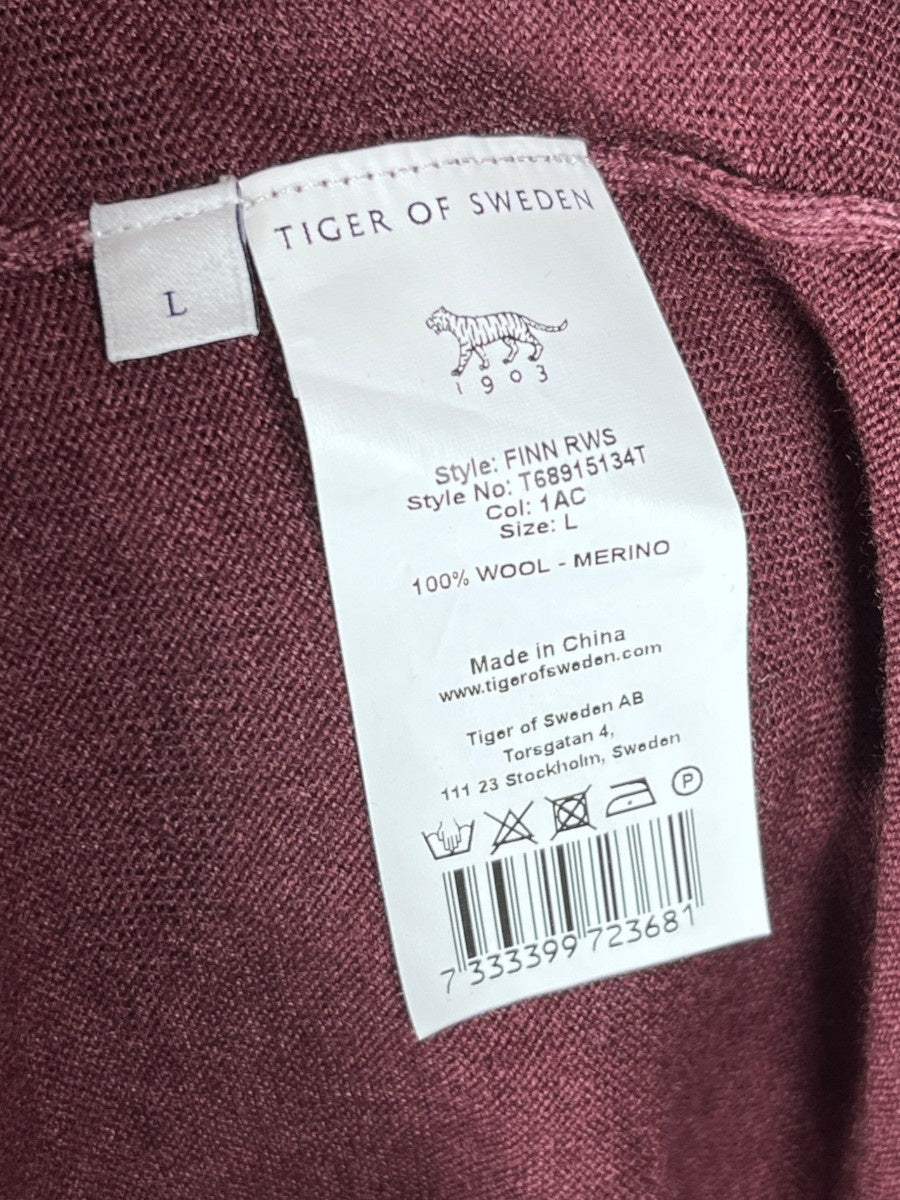 L
TIGER OF SWEDEN
1903
Style: FINN RWS
Style No: T68915134T
Col: 1AC
Size: L
100% WOOL - MERINO
Made in China
www.tigerofsweden.com
Tiger of Sweden AB
Torsgatan 4,
111 23 Stockholm, Sweden
P
7 333399 723681